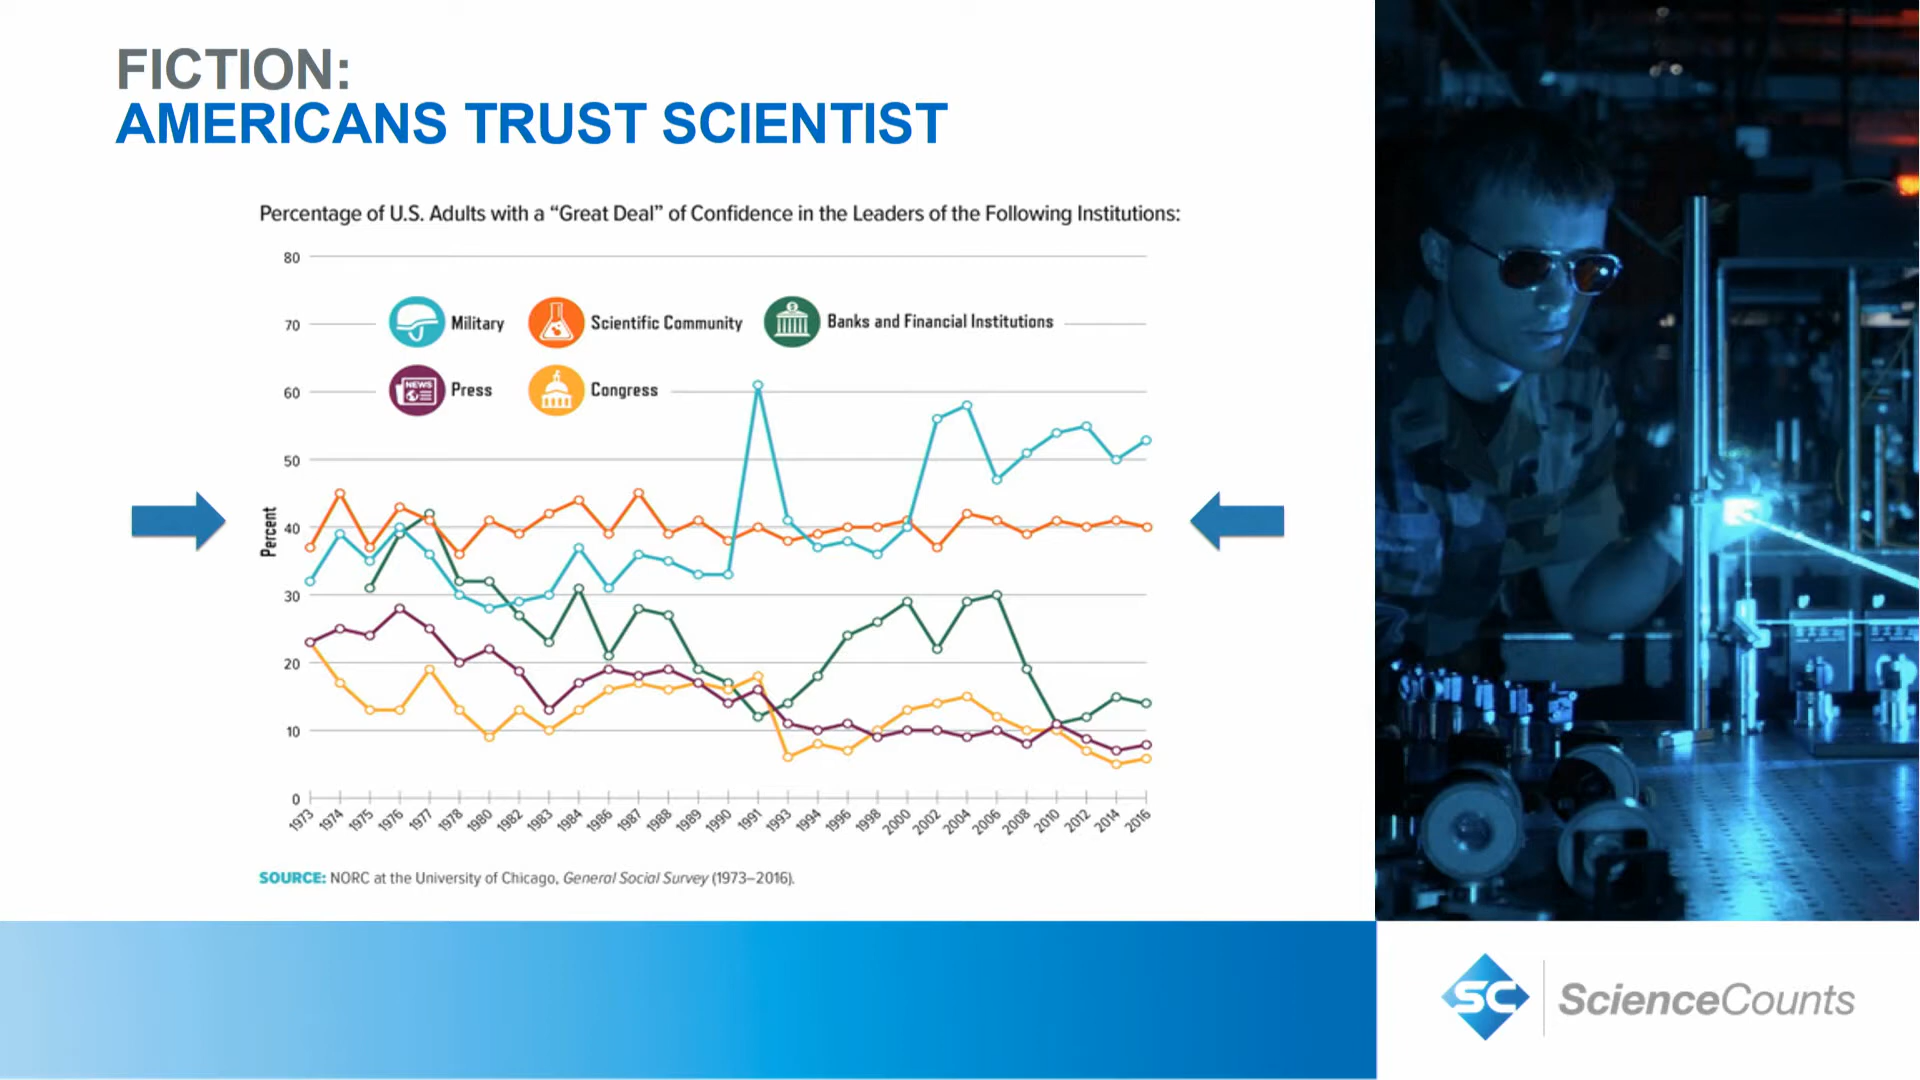 FICTION:
AMERICANS TRUST SCIENTIST
Percentage of U.S. Adults with a “Great Deal” of Confidence in the Leaders of the Following Institutions:
80
70
60
50
40
30
20
10
0
Percent
Military
Scientific Community
Banks and Financial Institutions
NEWS
Press
Congress
1973 1974 1975 1976 1977 1978 1980 1982 1983 1984 1986 1987 1988 1989 1990 1991 1993 1994 1996 1998 2000 2002 2004 2006 2008 2010 2012 2014 2016
SOURCE: NORC at the University of Chicago, General Social Survey (1973–2016).
SC
ScienceCounts